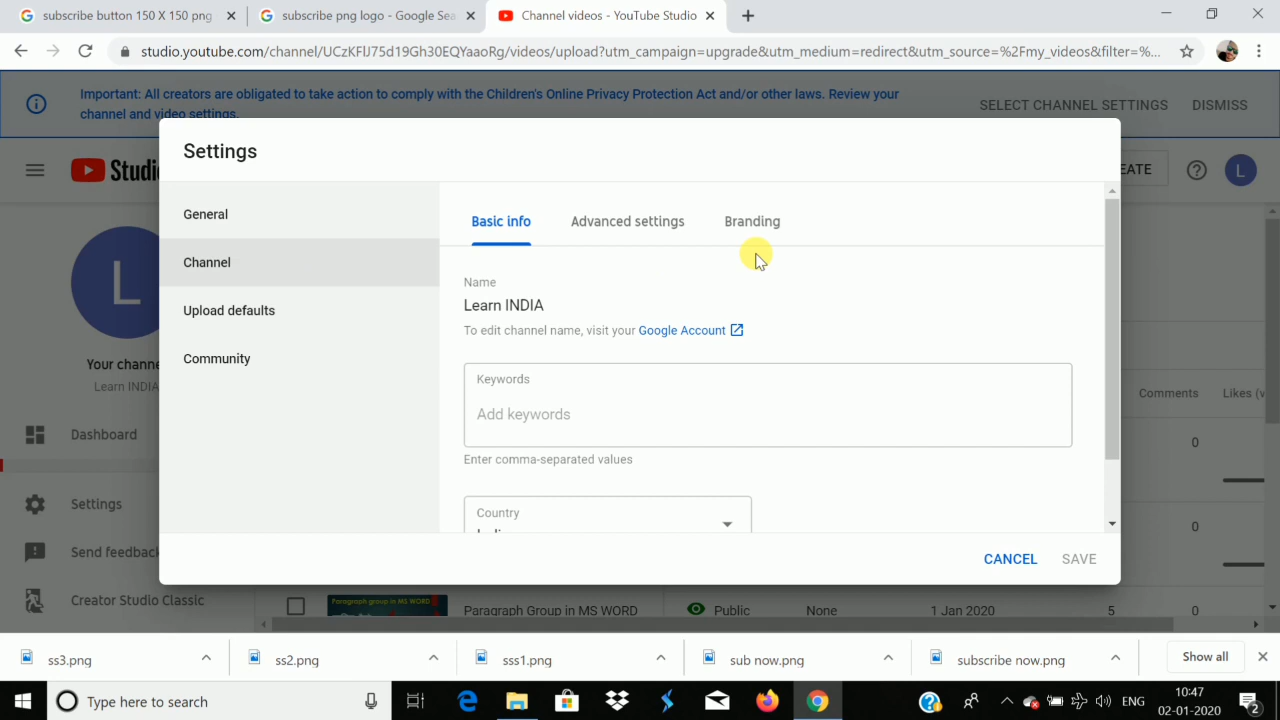 subscribe button 150 X 150 png
subscribe png logo - Google Sea
Channel videos - YouTube Studio
studio.youtube.com/channel/UCzKFlJ75d19Gh30EQYaaoRg/videos/upload?utm_campaign=upgrade&utm_medium=redirect&utm_source=%2Fmy_videos&filter=%...
Important: All creators are obligated to take action to comply with the Children's Online Privacy Protection Act and/or other laws. Review your
channel and video settings.
SELECT CHANNEL SETTINGS
DISMISS
Studio
EATE
L
Settings
General
Channel
Upload defaults
Community
Basic info
Advanced settings
Branding
Name
Learn INDIA
To edit channel name, visit your Google Account
Keywords
Add keywords
Enter comma-separated values
Country
CANCEL
SAVE
L
Your channe
Learn INDIA
Dashboard
Settings
Send feedback
Creator Studio Classic
Comments
Likes (v
0
0
Paragraph group in MS WORD
Paragraph Group in MS WORD
Public
None
1 Jan 2020
5
0
ss3.png
ss2.png
sss1.png
sub now.png
subscribe now.png
Show all
Type here to search
ENG
10:47
02-01-2020
2